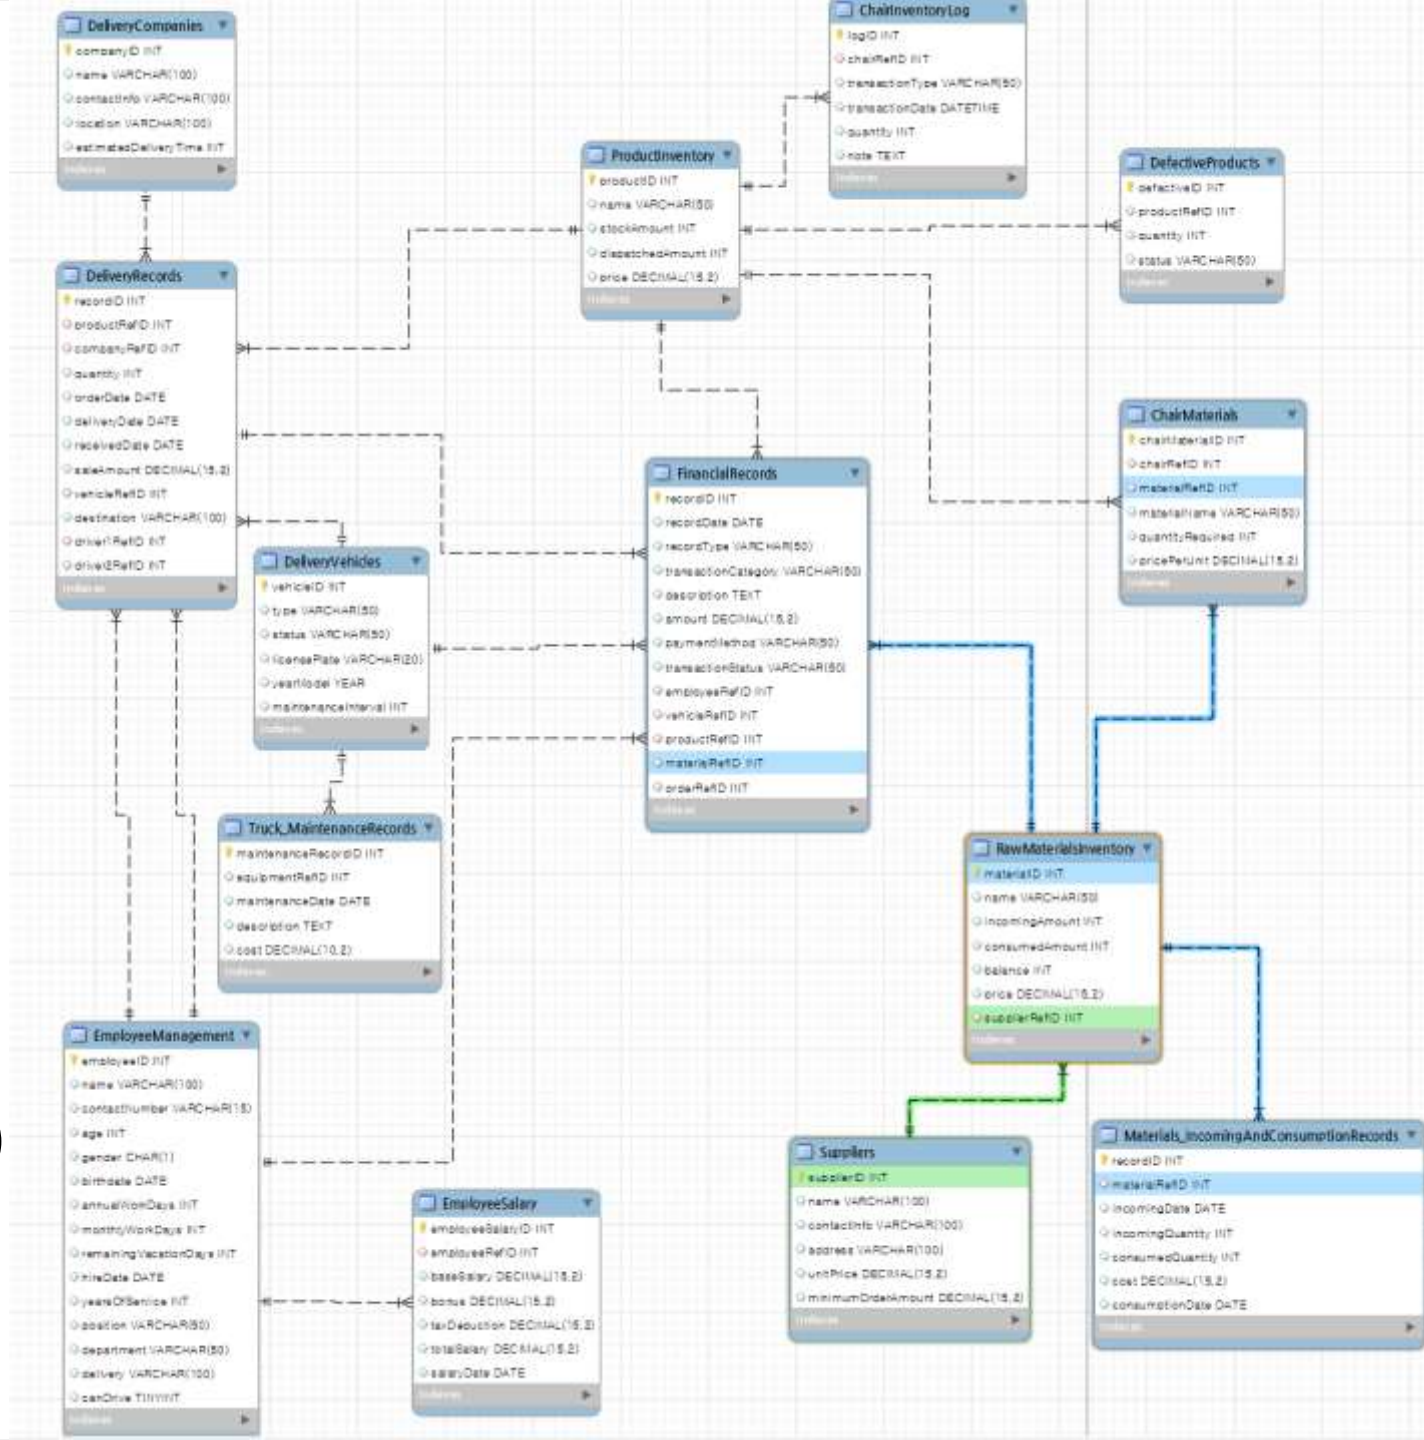 DeliveryCompanies
companyID INT
name VARCHAR(100)
contactInfo VARCHAR(100)
location VARCHAR(100)
estimatedDeliveryTime INT
Indexes
ChairInventoryLog
logID INT
chairRefID INT
transactionType VARCHAR(50)
transactionDate DATETIME
quantity INT
note TEXT
Indexes
ProductInventory
productID INT
name VARCHAR(50)
stockAmount INT
dispatchedAmount INT
price DECIMAL(15,2)
Indexes
DefectiveProducts
defectiveID INT
productRefID INT
quantity INT
status VARCHAR(50)
Indexes
DeliveryRecords
recordID INT
productRefID INT
companyRefID INT
quantity INT
orderDate DATE
deliveryDate DATE
receivedDate DATE
saleAmount DECIMAL(15,2)
vehicleRefID INT
destination VARCHAR(100)
driver1RefID INT
driver2RefID INT
Indexes
ChairMaterials
chairMaterialID INT
chairRefID INT
materialRefID INT
materialName VARCHAR(50)
quantityRequired INT
pricePerUnit DECIMAL(15,2)
Indexes
FinancialRecords
recordID INT
recordDate DATE
recordType VARCHAR(50)
transactionCategory VARCHAR(50)
description TEXT
amount DECIMAL(15,2)
paymentMethod VARCHAR(50)
transactionStatus VARCHAR(50)
employeeRefID INT
vehicleRefID INT
productRefID INT
materialRefID INT
orderRefID INT
Indexes
DeliveryVehicles
vehicleID INT
type VARCHAR(50)
status VARCHAR(50)
licensePlate VARCHAR(20)
yearModel YEAR
maintenanceInterval INT
Indexes
Truck_MaintenanceRecords
maintenanceRecordID INT
equipmentRefID INT
maintenanceDate DATE
description TEXT
cost DECIMAL(10,2)
Indexes
RawMaterialsInventory
materialID INT
name VARCHAR(50)
incomingAmount INT
consumedAmount INT
balance INT
price DECIMAL(15,2)
supplierRefID INT
Indexes
EmployeeManagement
employeeID INT
name VARCHAR(100)
contactNumber VARCHAR(15)
age INT
gender CHAR(1)
birthdate DATE
annualWorkDays INT
monthlyWorkDays INT
remainingVacationDays INT
hireDate DATE
yearsOfService INT
position VARCHAR(50)
department VARCHAR(50)
delivery VARCHAR(100)
canDrive TINYINT
Indexes
EmployeeSalary
employeeSalaryID INT
employeeRefID INT
baseSalary DECIMAL(15,2)
bonus DECIMAL(15,2)
taxDeduction DECIMAL(15,2)
totalSalary DECIMAL(15,2)
salaryDate DATE
Indexes
Suppliers
supplierID INT
name VARCHAR(100)
contactInfo VARCHAR(100)
address VARCHAR(100)
unitPrice DECIMAL(15,2)
minimumOrderAmount DECIMAL(15,2)
Indexes
Materials_IncomingAndConsumptionRecords
recordID INT
materialRefID INT
incomingDate DATE
incomingQuantity INT
consumedQuantity INT
cost DECIMAL(15,2)
consumptionDate DATE
Indexes